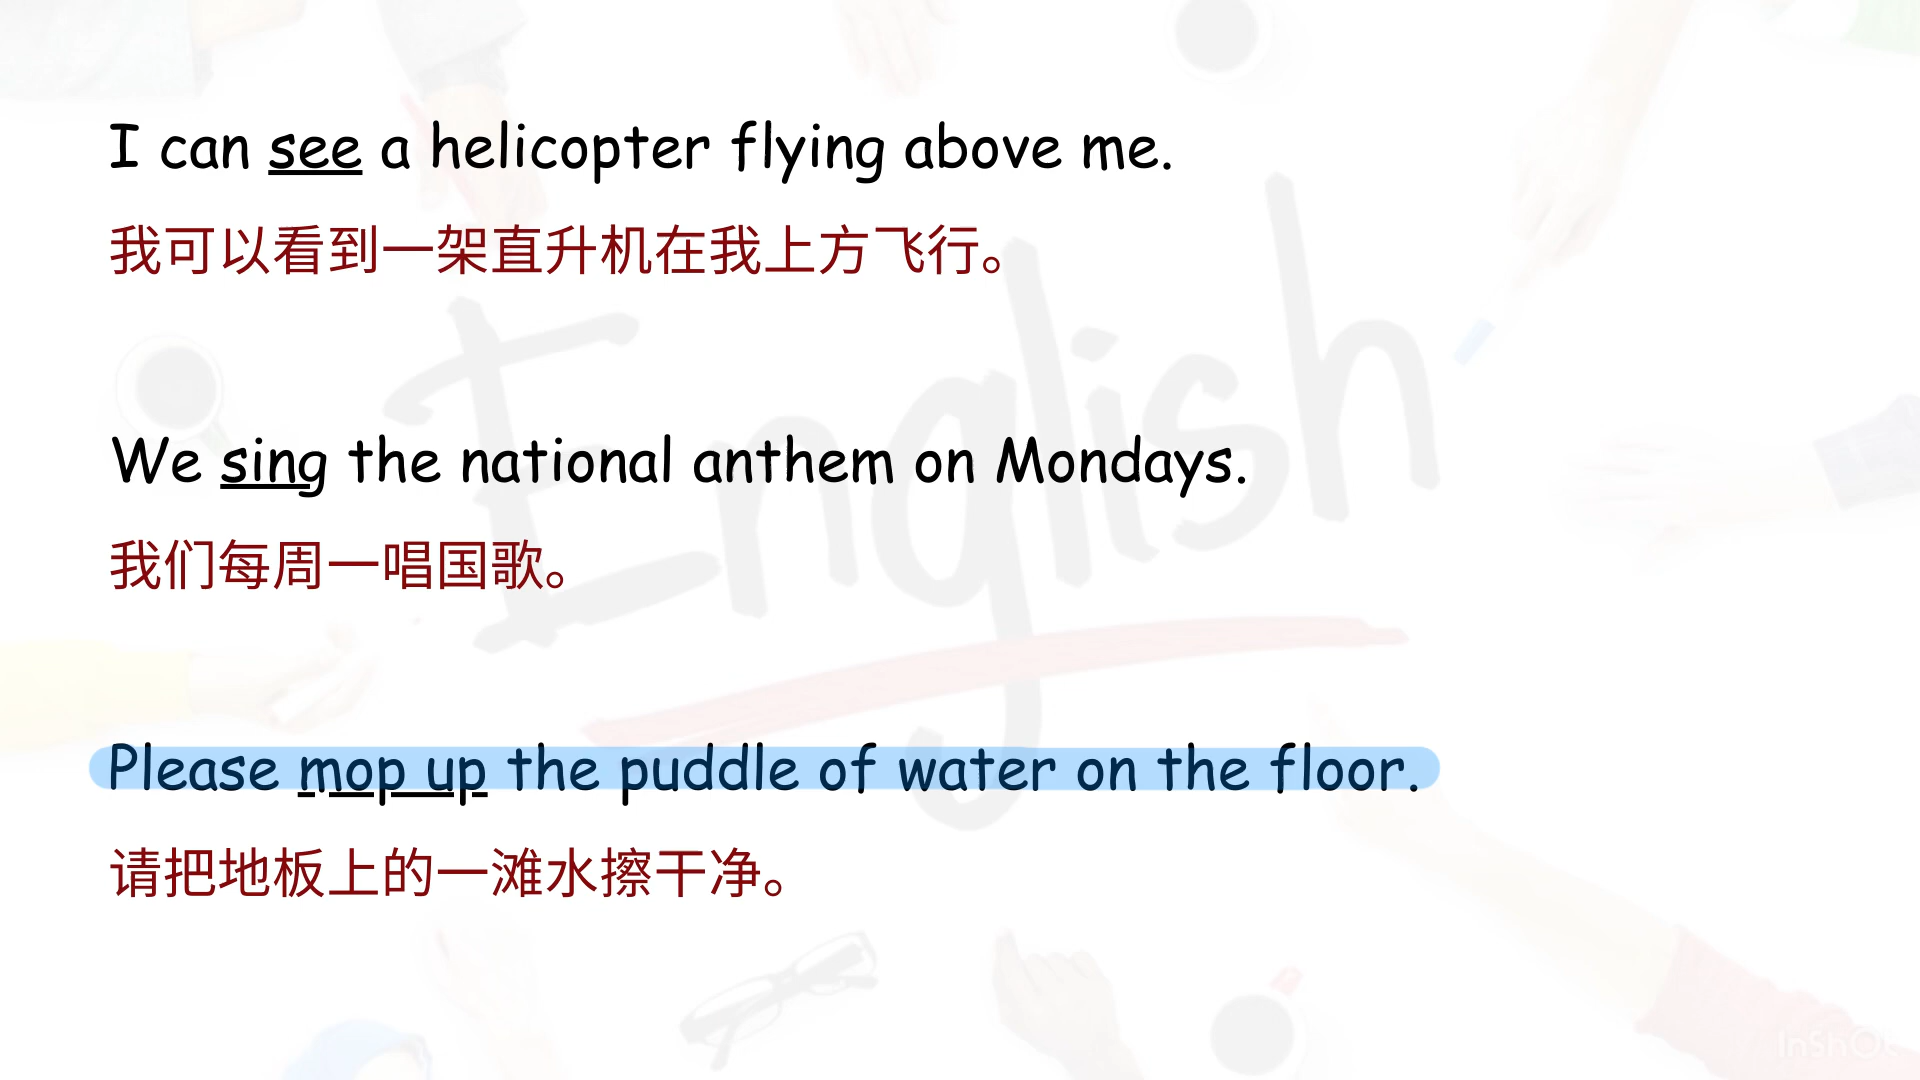 I can see a helicopter flying above me.
我可以看到一架直升机在我上方飞行。
English
We sing the national anthem on Mondays.
我们每周一唱国歌。
Please mop up the puddle of water on the floor.
请把地板上的一滩水擦干净。
InShOt